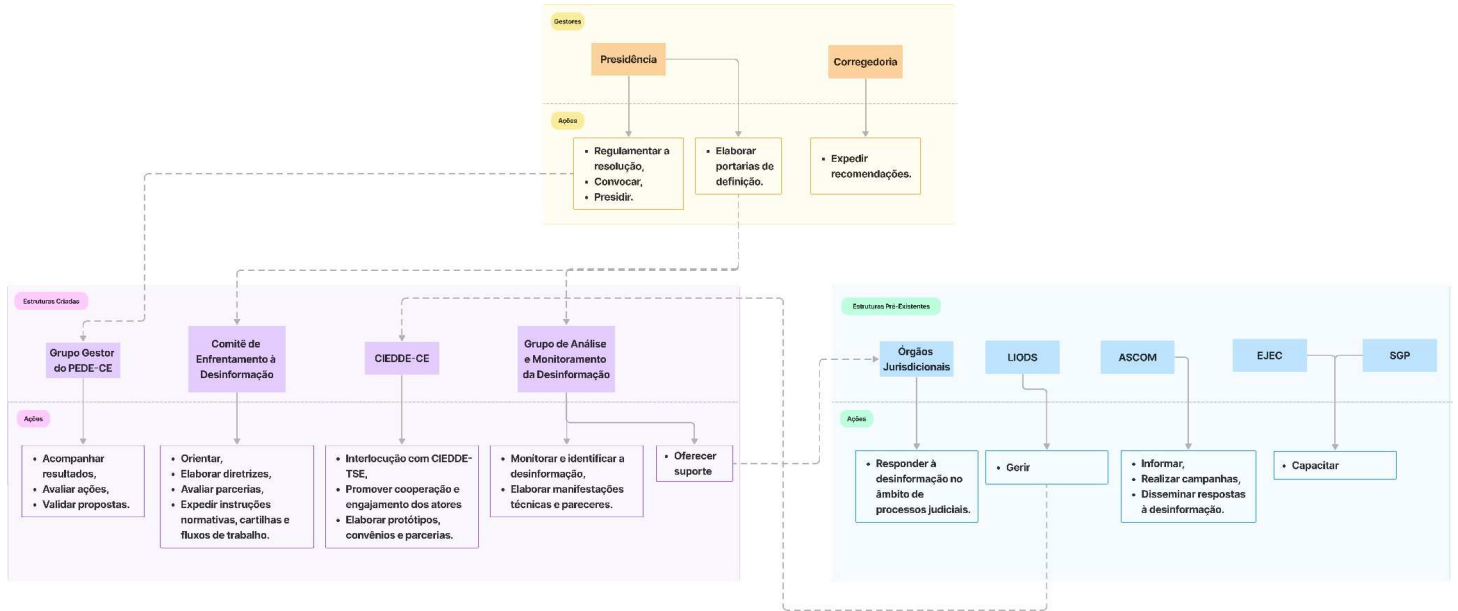 Gestores
Presidência
Corregedoria
Ações
• Regulamentar a
resolução,
• Convocar,
• Presidir.
• Elaborar
portarias de
definição.
• Expedir
recomendações.
Estruturas Criadas
Grupo Gestor
do PEDE-CE
Comitê de
Enfrentamento à
Desinformação
CIEDDE-CE
Grupo de Análise
e Monitoramento
da Desinformação
Ações
• Acompanhar
resultados,
• Avaliar ações,
• Validar propostas.
• Orientar,
• Elaborar diretrizes,
• Avaliar parcerias,
• Expedir instruções
normativas, cartilhas e
fluxos de trabalho.
• Interlocução com CIEDDE-
TSE,
• Promover cooperação e
engajamento dos atores
• Elaborar protótipos,
convênios e parcerias.
• Monitorar e identificar a
desinformação,
• Elaborar manifestações
técnicas e pareceres.
• Oferecer
suporte
Estruturas Pré-Existentes
Órgãos
Jurisdicionais
LIODS
ASCOM
EJEC
SGP
Ações
• Responder à
desinformação no
âmbito de
processos judiciais.
• Gerir
• Informar,
• Realizar campanhas,
• Disseminar respostas
à desinformação.
• Capacitar